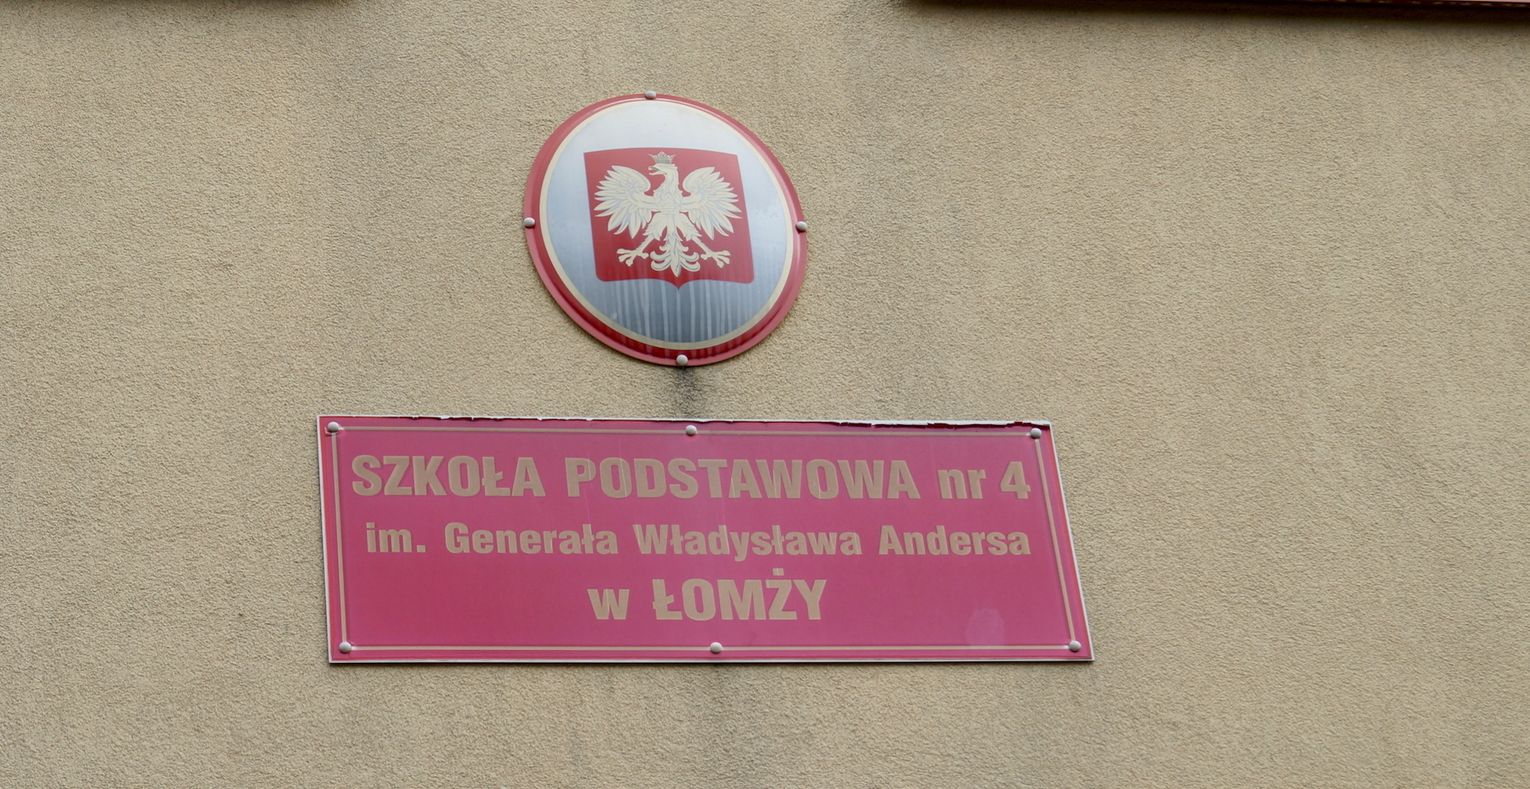 SZKOŁA PODSTAWOWA nr 4
im. Generała Władysława Andersa
w ŁOMŻY